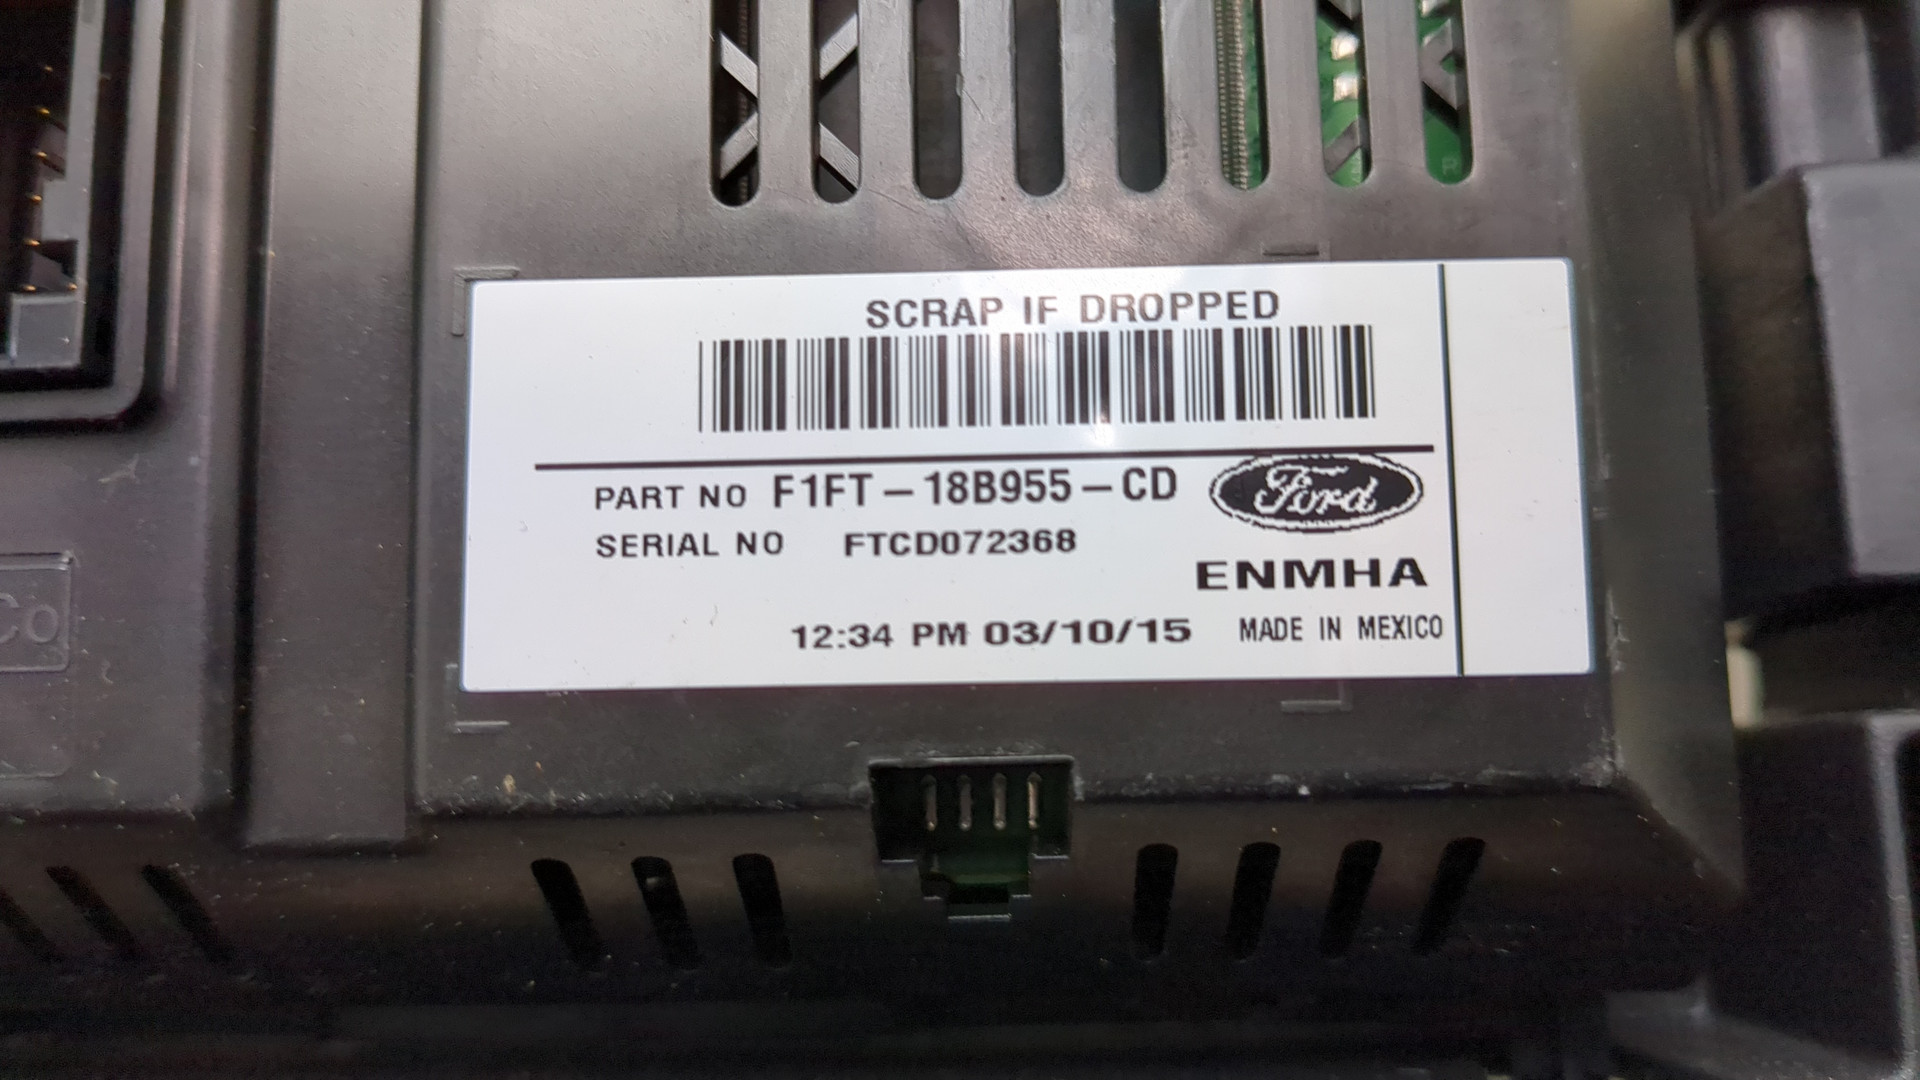 SCRAP IF DROPPED
PART NO F1FT-18B955-CD
Ford
SERIAL NO FTCD072368
ENMHA
12:34 PM 03/10/15 MADE IN MEXICO
Co
R